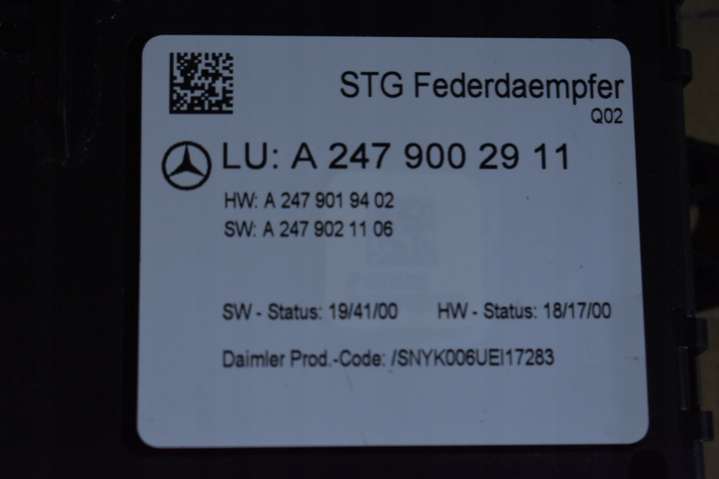 STG Federdaempfer
Q02
LU: A 247 900 29 11
HW: A 247 901 94 02
SW: A 247 902 11 06
SW - Status: 19/41/00 HW - Status: 18/17/00
Daimler Prod.-Code: /SNYK006UEI17283